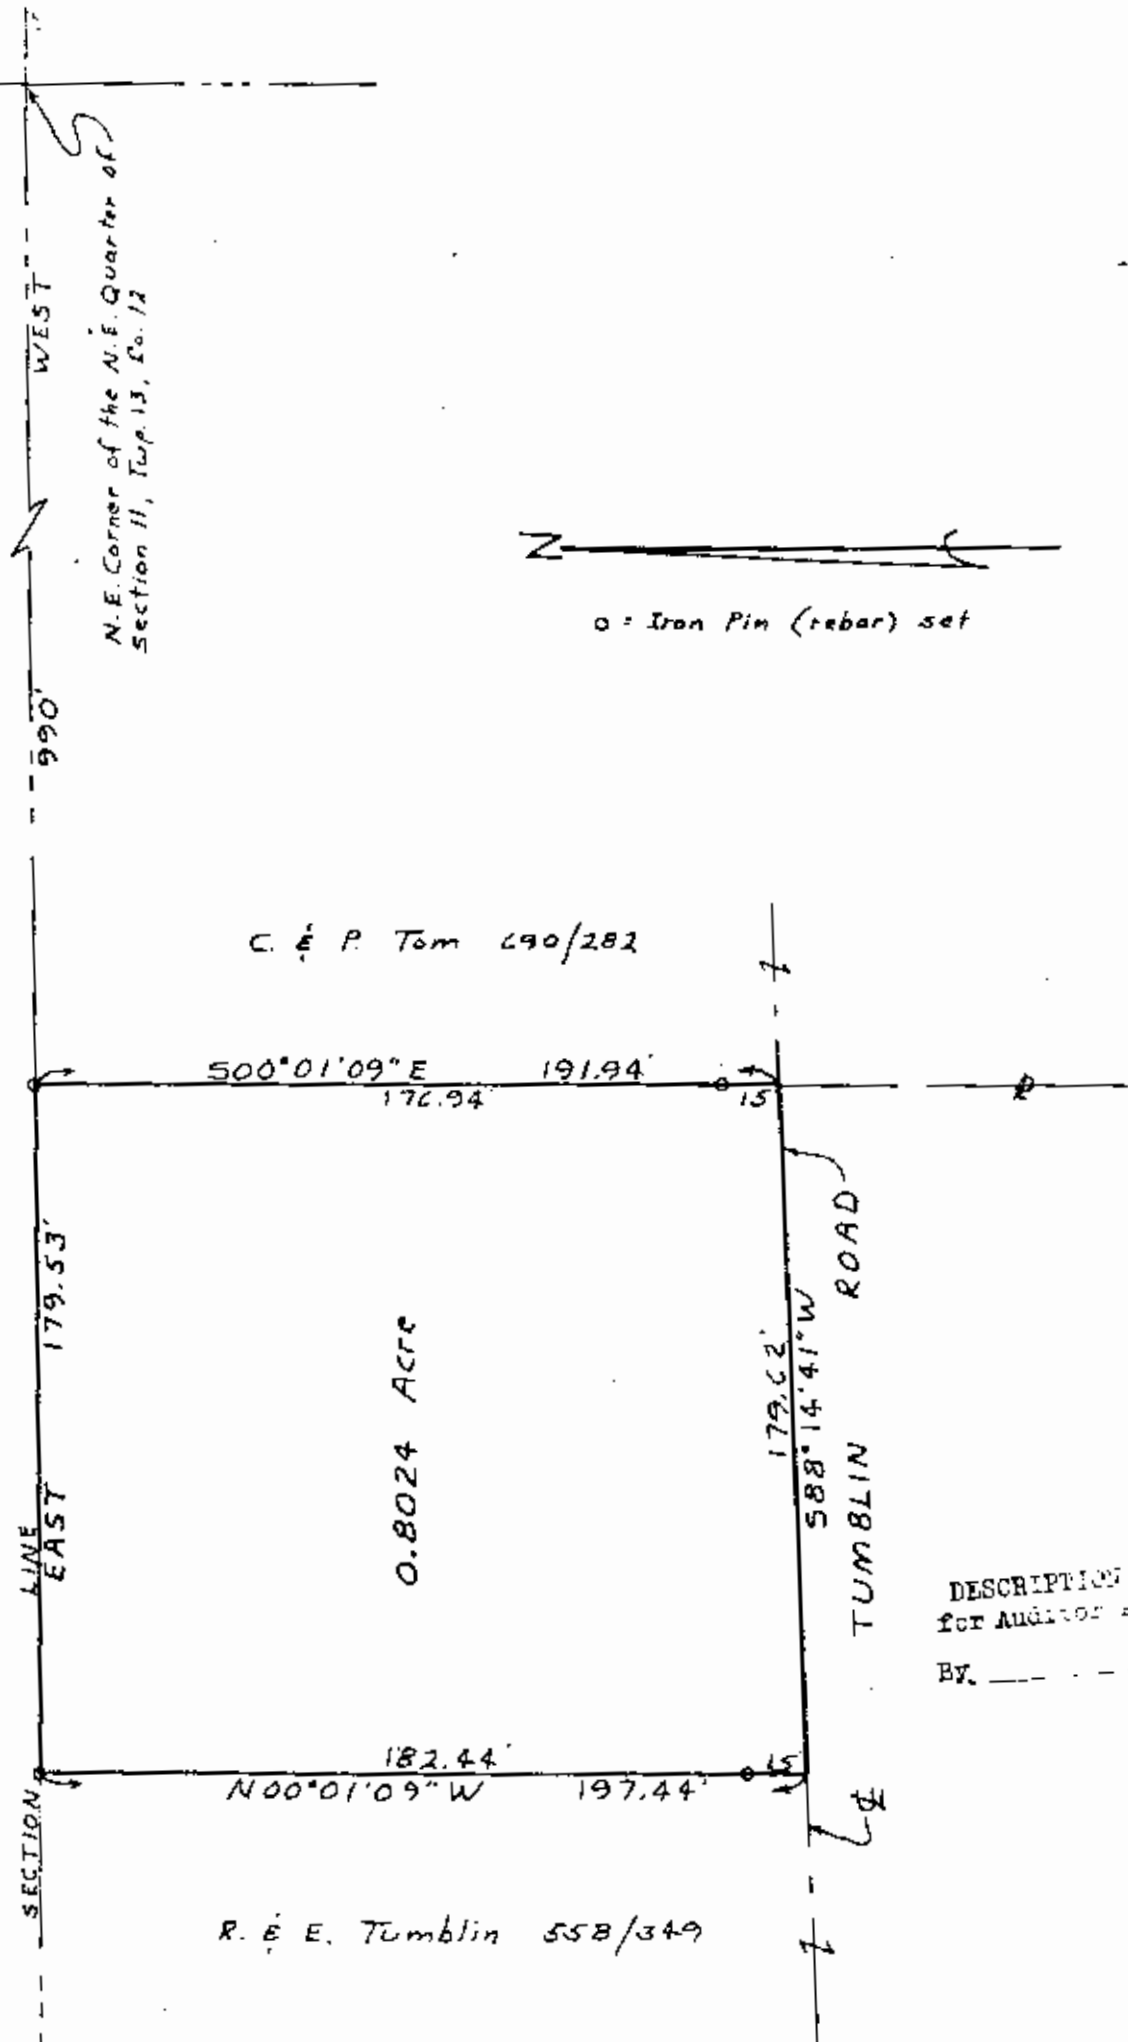 WEST
N.E. Corner of the N.E. Quarter of
Section 11, Twp. 13, Co. 12
990'
N
o = Iron Pin (rebar) set
C. & P. Tom 690/282
S00°01'09"E 191.94'
176.94'
15'
EAST 179.53'
0.8024 Acre
179.62'
S88°14'41"W
TUMBLIN ROAD
SECTION LINE
182.44'
15'
N00°01'09"W 197.44'
R. & E. Tumblin 558/349
DESCRIPTION
for Auditor
By.